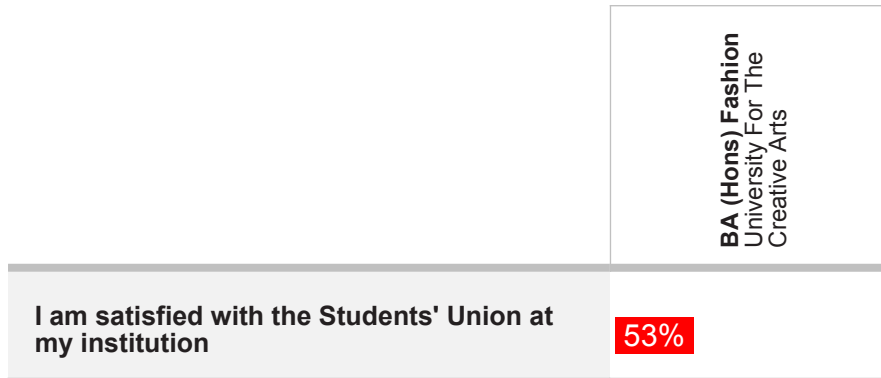 BA (Hons) Fashion
University For The
Creative Arts
I am satisfied with the Students' Union at
my institution
53%